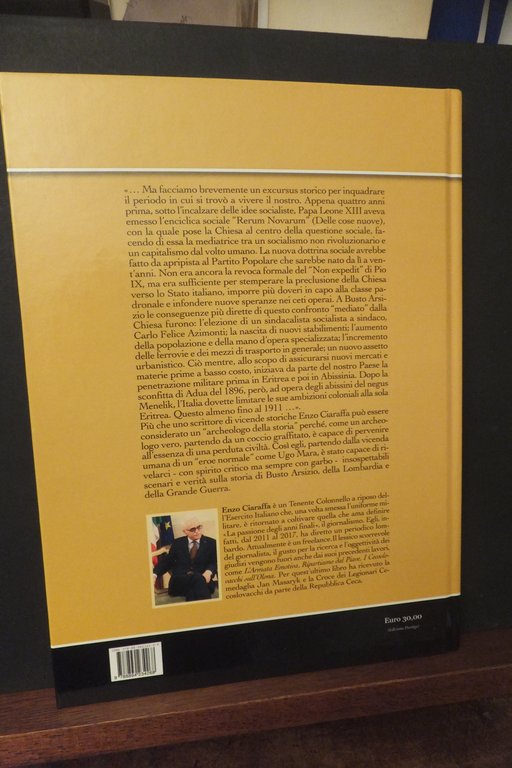 «… Ma facciamo brevemente un excursus storico per inquadrare
il periodo in cui si trovò a vivere il nostro. Appena quattro anni
prima, sotto l'incalzare delle idee socialiste, Papa Leone XIII aveva
emesso l'enciclica sociale "Rerum Novarum" (Delle cose nuove),
con la quale pose la Chiesa al centro della questione sociale, fa-
cendo di essa la mediatrice tra un socialismo non rivoluzionario e
un capitalismo dal volto umano. La nuova dottrina sociale avrebbe
fatto da apripista al Partito Popolare che sarebbe nato da lì a ven-
t'anni. Non era ancora la revoca formale del "Non expedit" di Pio
IX, ma era sufficiente per stemperare la preclusione della Chiesa
verso lo Stato italiano, imporre più doveri in capo alla classe pa-
dronale e infondere nuove speranze nei ceti operai. A Busto Arsi-
zio le conseguenze più dirette di questo confronto "mediato" dalla
Chiesa furono: l'elezione di un sindacalista socialista a sindaco,
Carlo Felice Azimonti; la nascita di nuovi stabilimenti; l'aumento
della popolazione e della mano d'opera specializzata; l'incremento
delle ferrovie e dei mezzi di trasporto in generale; un nuovo assetto
urbanistico. Ciò mentre, allo scopo di assicurarsi nuovi mercati e
materie prime a basso costo, iniziava da parte del nostro Paese la
penetrazione militare prima in Eritrea e poi in Abissinia. Dopo la
sconfitta di Adua del 1896, però, ad opera degli abissini del negus
Menelik, l'Italia dovette limitare le sue ambizioni coloniali alla sola
Eritrea. Questo almeno fino al 1911 …».
Più che uno scrittore di vicende storiche Enzo Ciaraffa può essere
considerato un "archeologo della storia" perché, come un archeo-
logo vero, partendo da un coccio graffitato, è capace di pervenire
all'essenza di una perduta civiltà. Così egli, partendo dalla vicenda
umana di un "eroe normale" come Ugo Mara, è stato capace di ri-
velarci - con spirito critico ma sempre con garbo - insospettabili
scenari e verità sulla storia di Busto Arsizio, della Lombardia e
della Grande Guerra.
Enzo Ciaraffa è un Tenente Colonnello a riposo del-
l'Esercito Italiano che, una volta smessa l'uniforme mi-
litare, è ritornato a coltivare quella che ama definire
«La passione degli anni finali», il giornalismo. Egli, in-
fatti, dal 2011 al 2017, ha diretto un periodico lom-
bardo. Attualmente è un freelance. Il lessico scorrevole
del giornalista, il gusto per la ricerca e l'oggettività dei
giudizi vengono fuori anche dai suoi precedenti lavori,
come L'Armata Emotiva. Ripartiamo dal Piave, I Cecoslo-
vacchi sull'Olona. Per quest'ultimo libro ha ricevuto la
medaglia Jan Masaryk e la Croce dei Legionari Ce-
coslovacchi da parte della Repubblica Ceca.
Euro 30,00